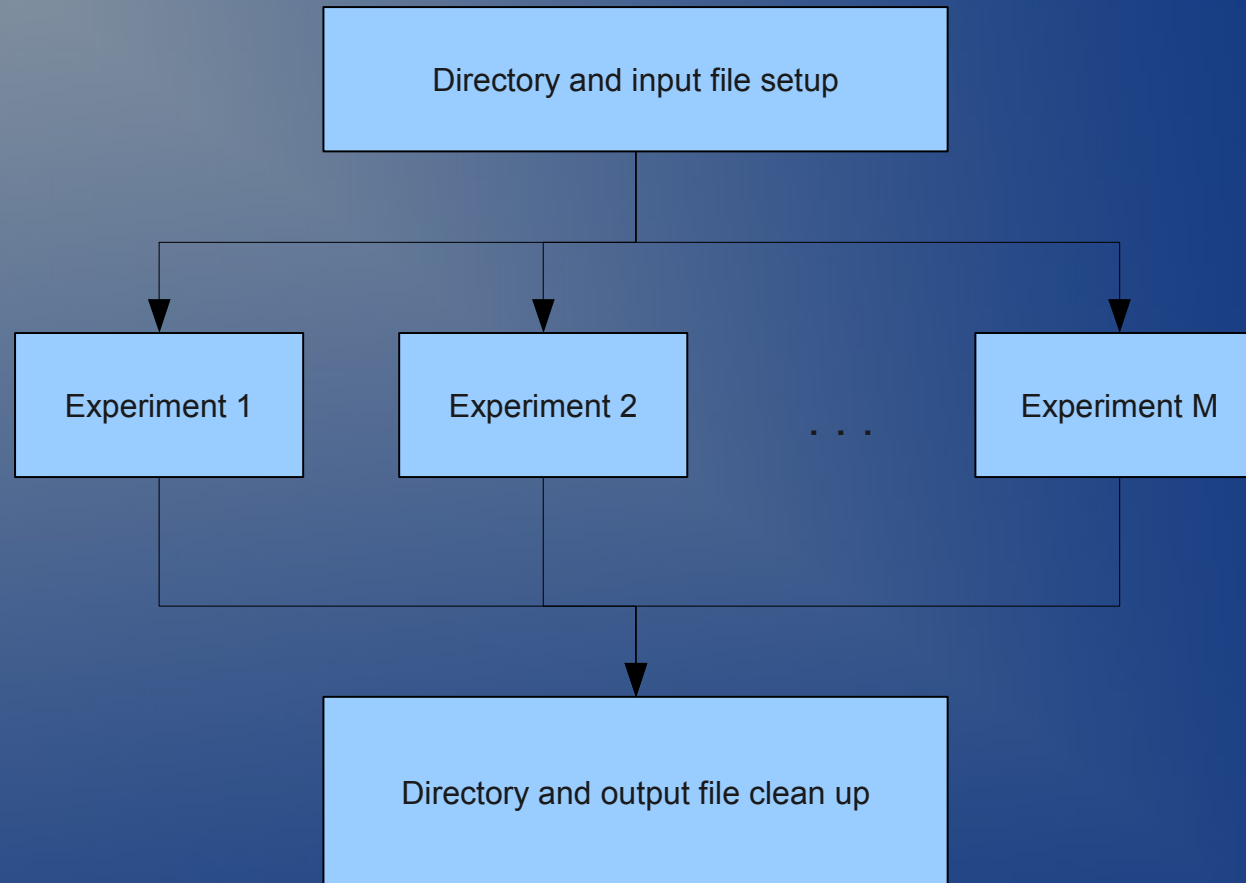 Directory and input file setup
Experiment 1
Experiment 2
. . .
Experiment M
Directory and output file clean up